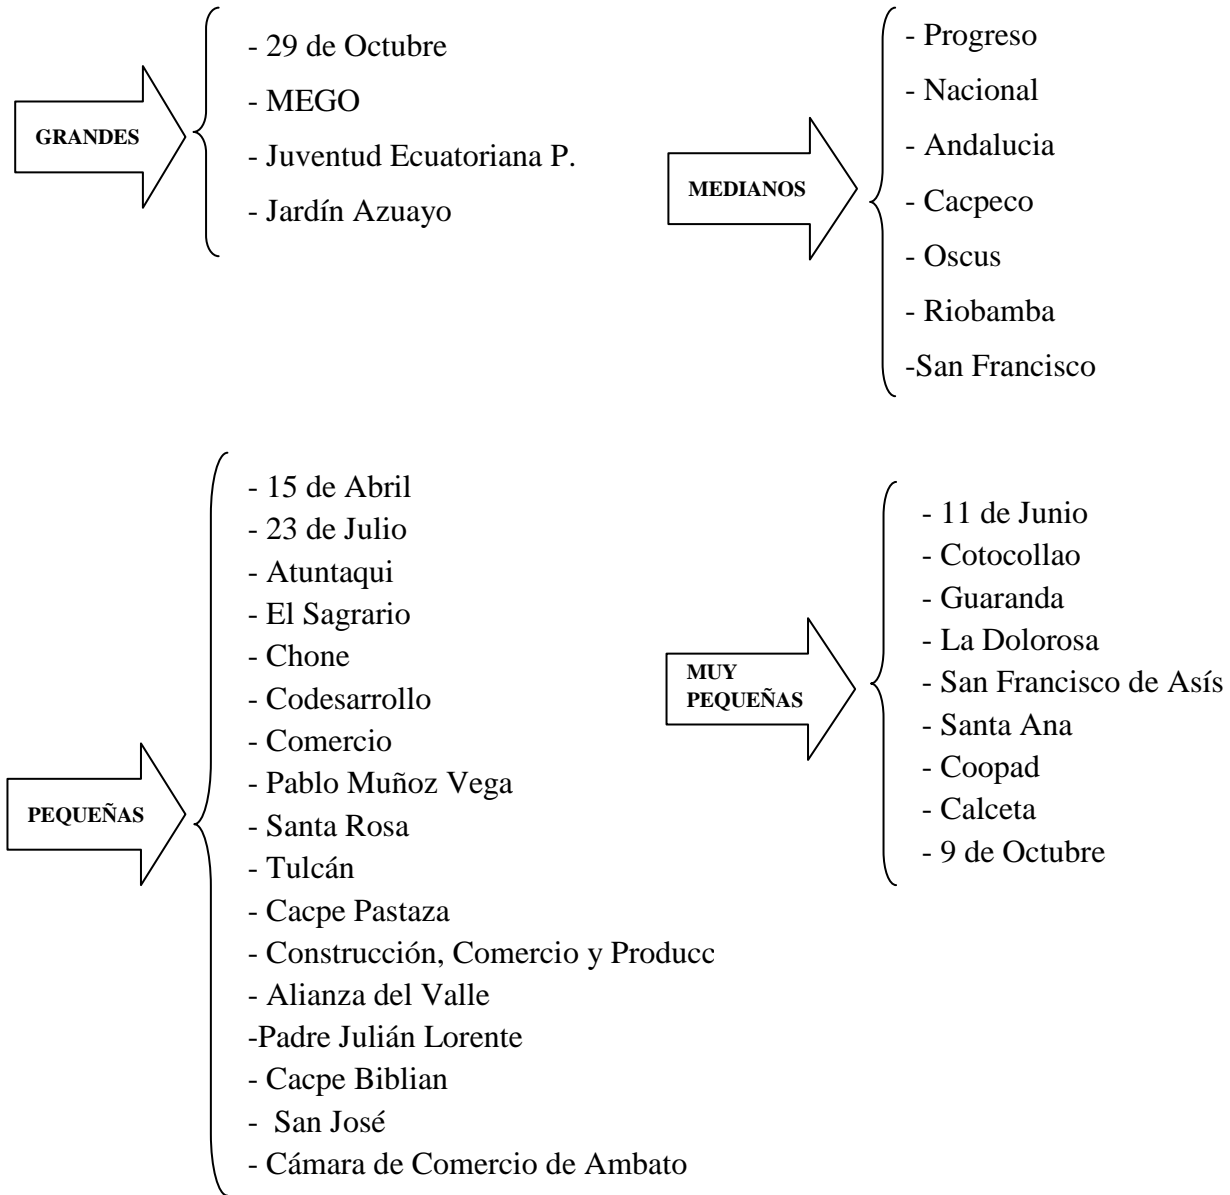 GRANDES
- 29 de Octubre
- MEGO
- Juventud Ecuatoriana P.
- Jardín Azuayo
MEDIANOS
- Progreso
- Nacional
- Andalucia
- Cacpeco
- Oscus
- Riobamba
-San Francisco
PEQUEÑAS
- 15 de Abril
- 23 de Julio
- Atuntaqui
- El Sagrario
- Chone
- Codesarrollo
- Comercio
- Pablo Muñoz Vega
- Santa Rosa
- Tulcán
- Cacpe Pastaza
- Construcción, Comercio y Producc
- Alianza del Valle
-Padre Julián Lorente
- Cacpe Biblian
- San José
- Cámara de Comercio de Ambato
MUY
PEQUEÑAS
- 11 de Junio
- Cotocollao
- Guaranda
- La Dolorosa
- San Francisco de Asís
- Santa Ana
- Coopad
- Calceta
- 9 de Octubre